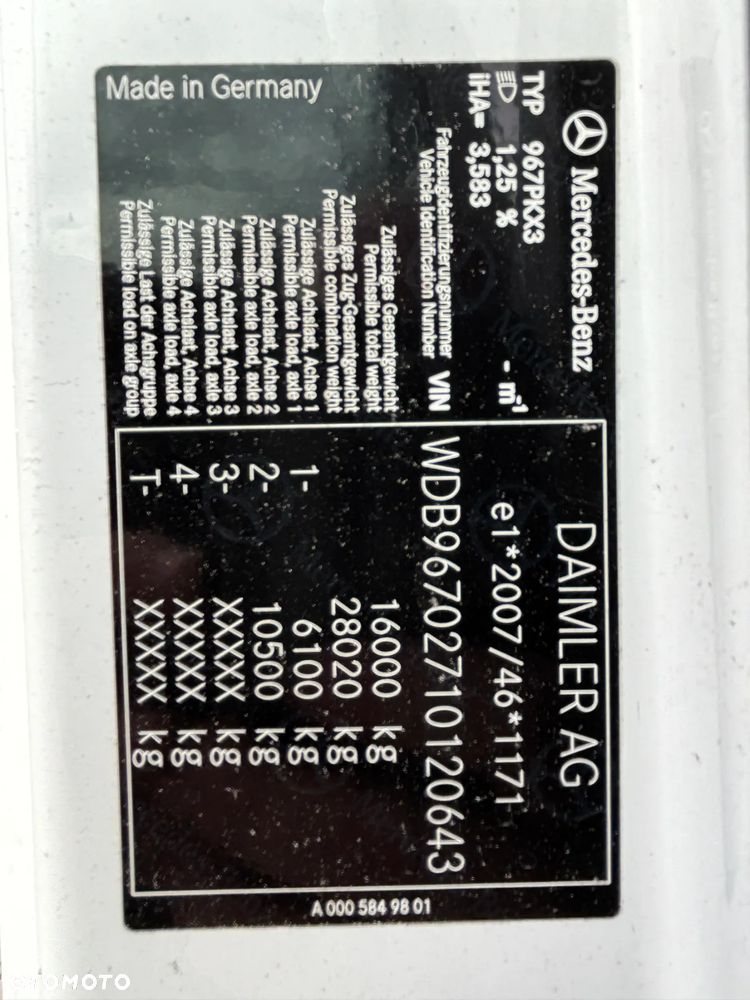 Mercedes-Benz
DAIMLER AG
TYP 967PKX3
1,25 % - m⁻¹
iHA= 3,583
e1*2007/46*1171
Fahrzeugidentifizierungsnummer
Vehicle Identification Number VIN WDB96702710120643
Zulässiges Gesamtgewicht
Permissible total weight 16000 kg
Zulässiges Zug-Gesamtgewicht
Permissible combination weight 28020 kg
Zulässige Achslast, Achse 1
Permissible axle load, axle 1 1- 6100 kg
Zulässige Achslast, Achse 2
Permissible axle load, axle 2 2- 10500 kg
Zulässige Achslast, Achse 3
Permissible axle load, axle 3 3- XXXXX kg
Zulässige Achslast, Achse 4
Permissible axle load, axle 4 4- XXXXX kg
Zulässige Last der Achsgruppe
Permissible load on axle group T- XXXXX kg
Made in Germany
A 000 584 98 01
OTOMOTO